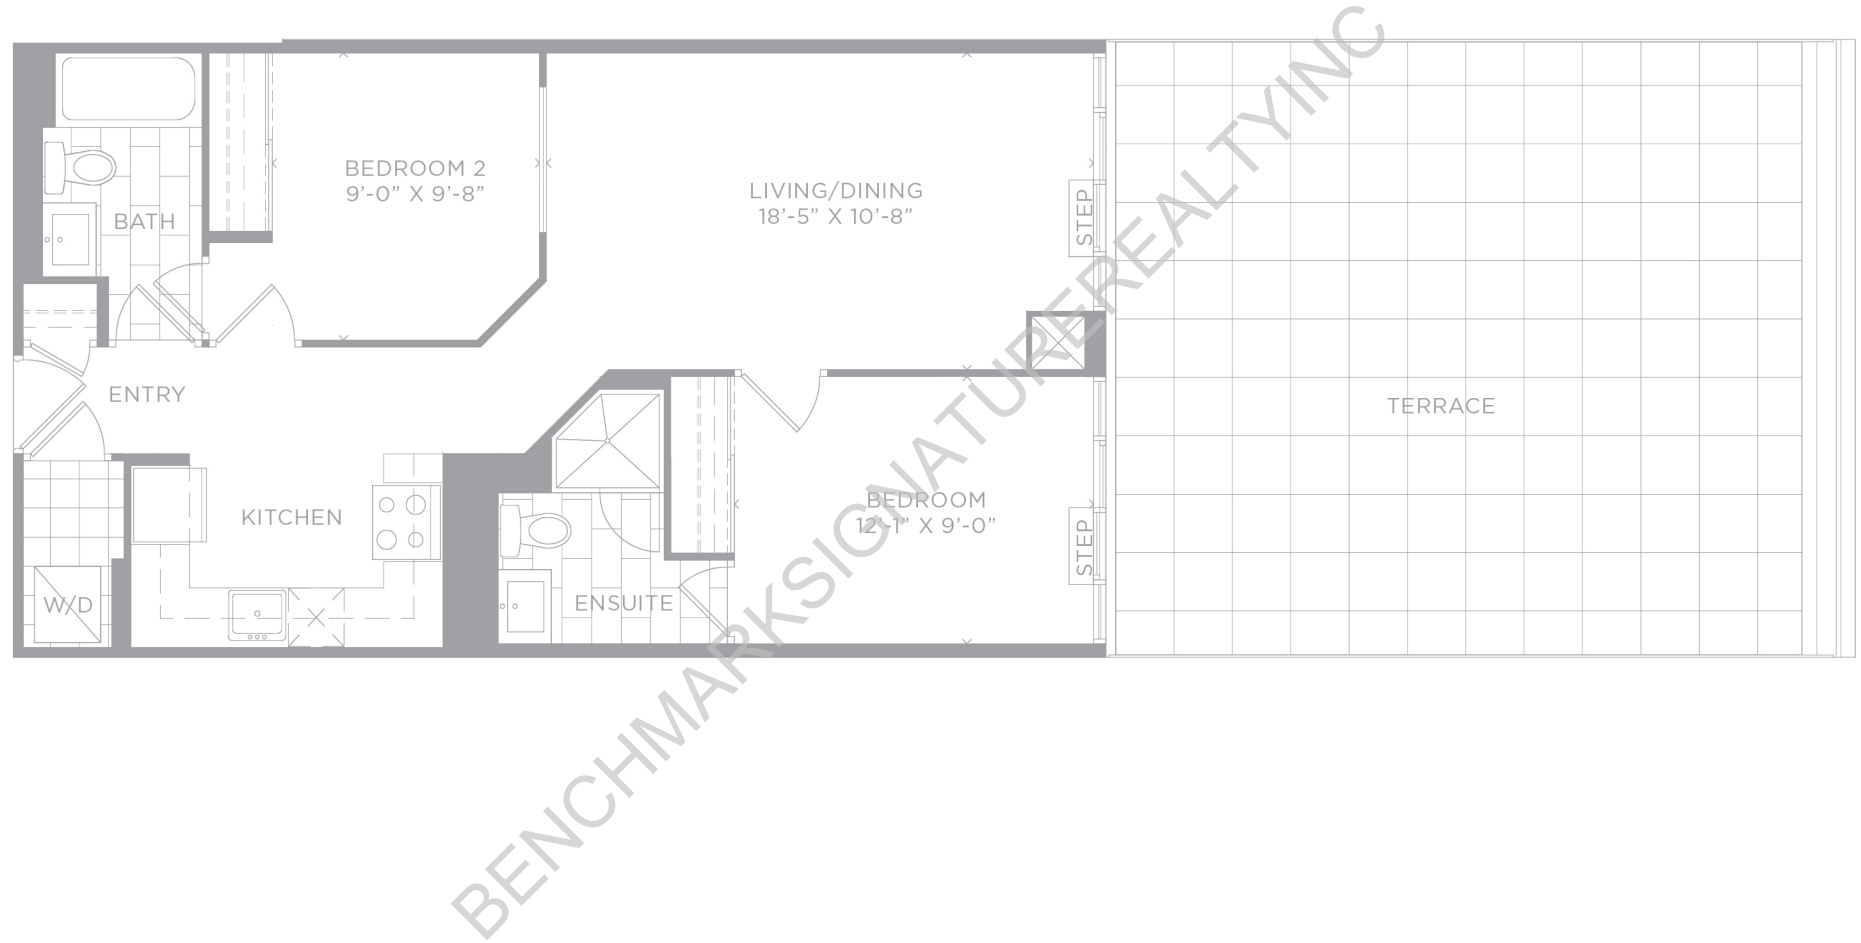 BEDROOM 2
9'-0" X 9'-8"
LIVING/DINING
18'-5" X 10'-8"
STEP
BATH
ENTRY
TERRACE
KITCHEN
BEDROOM
12'-1" X 9'-0"
STEP
W/D
ENSUITE
BENCHMARKSIGNATUREREALTYINC